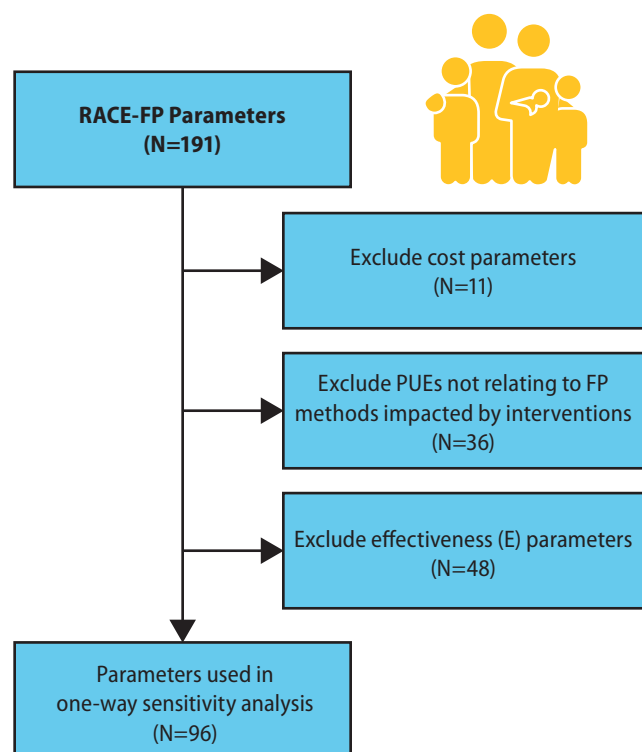 RACE-FP Parameters
(N=191)
Exclude cost parameters
(N=11)
Exclude PUEs not relating to FP
methods impacted by interventions
(N=36)
Exclude effectiveness (E) parameters
(N=48)
Parameters used in
one-way sensitivity analysis
(N=96)